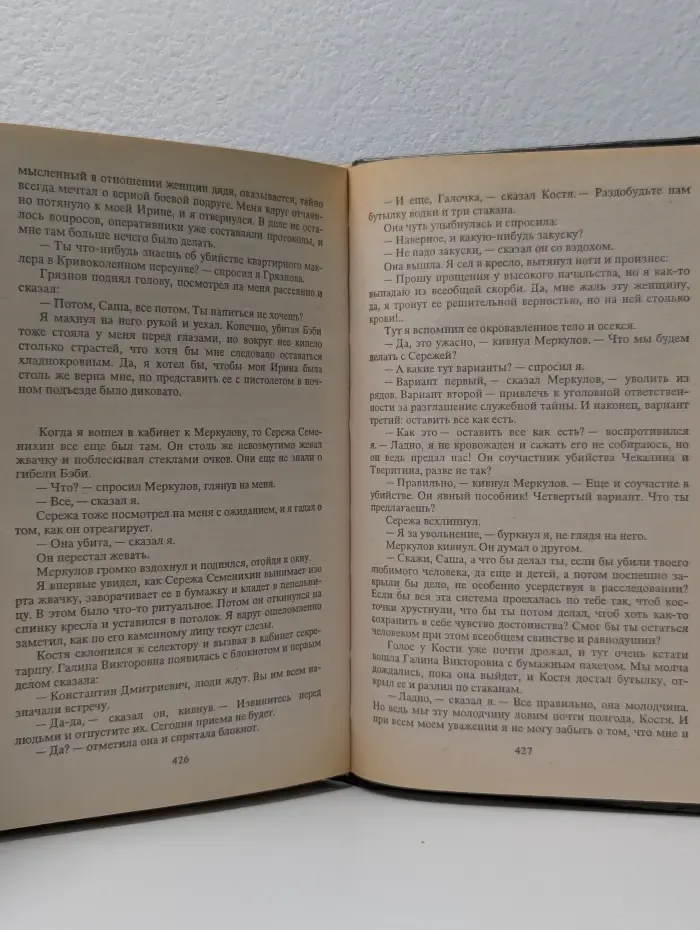 мысленный в отношении женщин дядя, оказывается, тайно
всегда мечтал о верной боевой подруге. Меня вдруг отчаян-
но потянуло к моей Ирине, и я отвернулся. В деле не оста-
лось вопросов, оперативники уже составляли протоколы, и
мне там больше нечего было делать.
— Ты что-нибудь знаешь об убийстве квартирного мак-
лера в Кривоколенном переулке? — спросил я Грязнова.
Грязнов поднял голову, посмотрел на меня рассеянно и
сказал:
— Потом, Саша, все потом. Ты напиться не хочешь?
Я махнул на него рукой и уехал. Конечно, убитая Бэби
тоже стояла у меня перед глазами, но вокруг нее кипело
столько страстей, что хотя бы мне следовало оставаться
хладнокровным. Да, я хотел бы, чтобы моя Ирина была
столь же верна мне, но представить ее с пистолетом в ноч-
ном подъезде было диковато.
Когда я вошел в кабинет к Меркулову, то Сережа Семе-
нихин все еще был там. Он столь же невозмутимо жевал
жвачку и поблескивал стеклами очков. Они еще не знали о
гибели Бэби.
— Что? — спросил Меркулов, глянув на меня.
— Все, — сказал я.
Сережа тоже посмотрел на меня с ожиданием, и я гадал о
том, как он отреагирует.
— Она убита, — сказал я.
Он перестал жевать.
Меркулов громко вздохнул и поднялся, отойдя к окну.
Я впервые увидел, как Сережа Семенихин вынимает изо
рта жвачку, заворачивает ее в бумажку и кладет в пепельни-
цу. В этом было что-то ритуальное. Потом он откинулся на
спинку кресла и уставился в потолок. Я вдруг ошеломленно
заметил, как по его каменному лицу текут слезы.
Костя склонился к селектору и вызвал в кабинет секре-
таршу. Галина Викторовна появилась с блокнотом и первым
делом сказала:
— Константин Дмитриевич, люди ждут. Вы им всем на-
значали встречу.
— Да-да, — сказал он, кивнув. — Извинитесь перед
людьми и отпустите их. Сегодня приема не будет.
— Да? — отметила она и спрятала блокнот.
426
— И еще, Галочка, — сказал Костя. — Раздобудьте нам
бутылку водки и три стакана.
Она чуть улыбнулась и спросила:
— Наверное, и какую-нибудь закуску?
— Не надо закуски, — сказал он со вздохом.
Она вышла. Я сел в кресло, вытянул ноги и произнес:
— Прошу прощения у высокого начальства, но я как-то
выпадаю из всеобщей скорби. Да, мне жаль эту женщину,
да, я тронут ее решительной верностью, но на ней столько
крови!..
Тут я вспомнил ее окровавленное тело и осекся.
— Да, это ужасно, — кивнул Меркулов. — Что мы будем
делать с Сережей?
— А какие тут варианты? — спросил я.
— Вариант первый, — сказал Меркулов, — уволить из
рядов. Вариант второй — привлечь к уголовной ответствен-
ности за разглашение служебной тайны. И наконец, вариант
третий: оставить все как есть.
— Как это — оставить все как есть? — воспротивился
я. — Ладно, я не кровожаден и сажать его не собираюсь, но
он ведь предал нас! Он соучастник убийства Чекалина и
Тверитина, разве не так?
— Правильно, — кивнул Меркулов. — Еще и соучастие в
убийстве. Он явный пособник! Четвертый вариант. Что ты
предлагаешь?
Сережа всхлипнул.
— Я за увольнение, — буркнул я, не глядя на него.
Меркулов кивнул. Он думал о другом.
— Скажи, Саша, а что бы делал ты, если бы убили твоего
любимого человека, да еще и детей, а потом поспешно за-
крыли бы дело, не особенно усердствуя в расследовании?
Если бы вся эта система проехалась по тебе так, чтоб кос-
точки хрустнули, что бы ты потом делал, чтоб хоть как-то
сохранить в себе чувство достоинства? Смог бы ты остаться
человеком при этом всеобщем свинстве и равнодушии?
Голос у Кости уже почти дрожал, и тут очень кстати
вошла Галина Викторовна с бумажным пакетом. Мы молча
дождались, пока она выйдет, и Костя достал бутылку, от-
крыл ее и разлил по стаканам.
— Ладно, — сказал я. — Все правильно, она молодчина.
Но ведь мы эту молодчину ловим почти полгода, Костя. И
при всем моем уважении я не могу забыть о том, что мне и
427